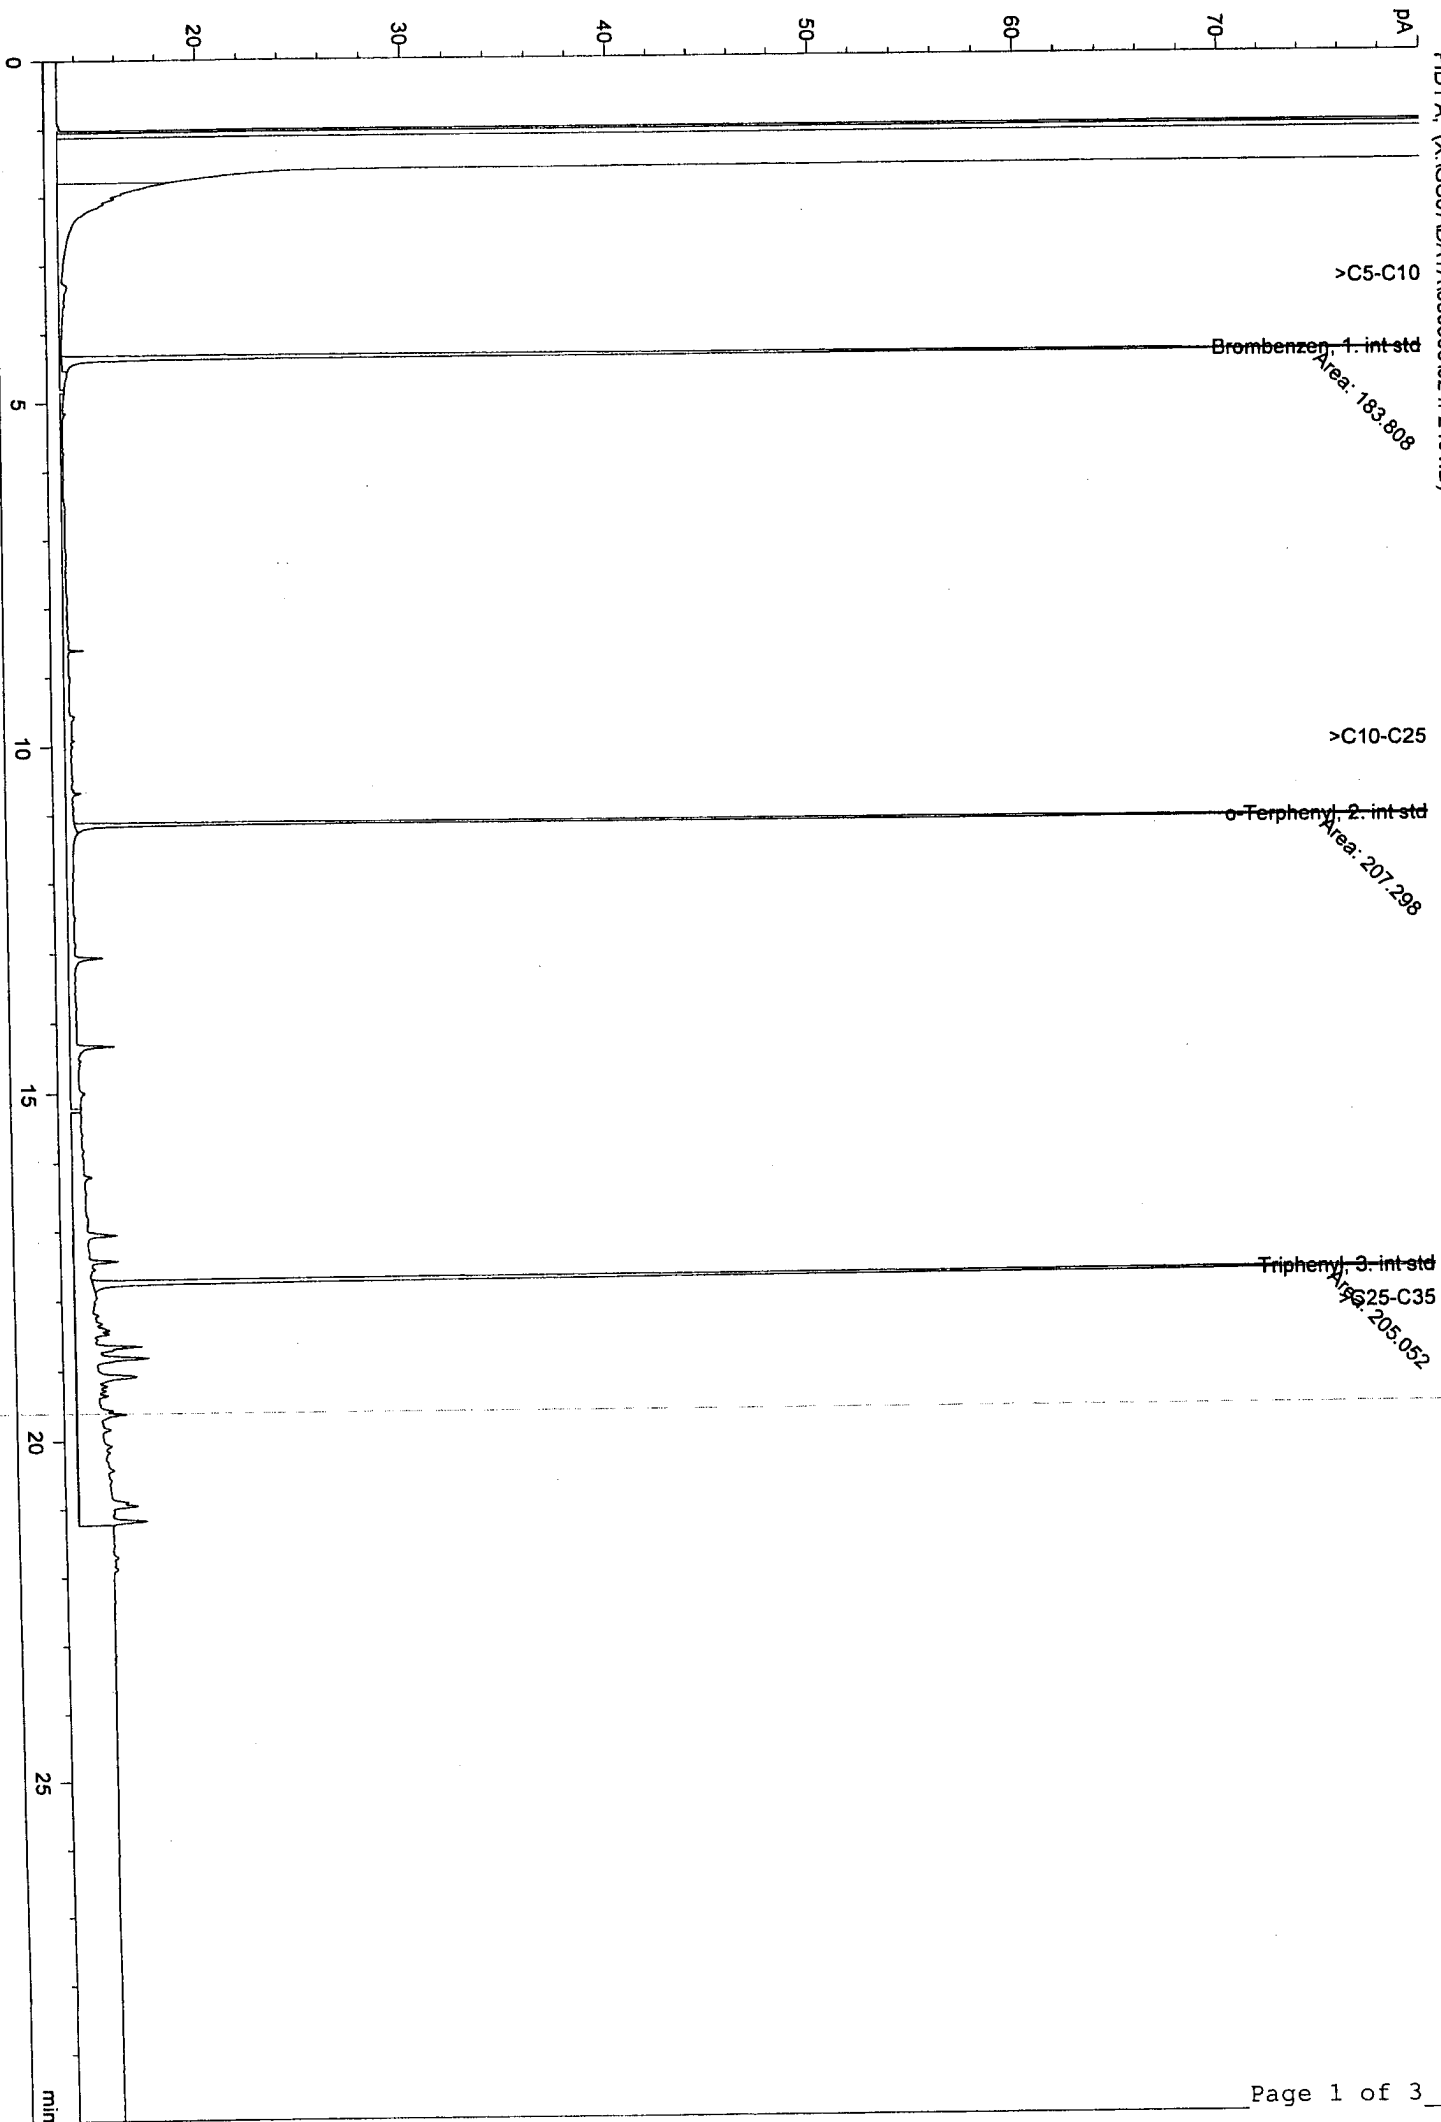 pA
70
60
50
40
30
20
>C5-C10
Brombenzen, 1. int std
Area: 183.808
>C10-C25
o-Terphenyl, 2. int std
Area: 207.298
Triphenyl, 3. int std
Area: 205.052
>C25-C35
0
5
10
15
20
25
min
Page 1 of 3